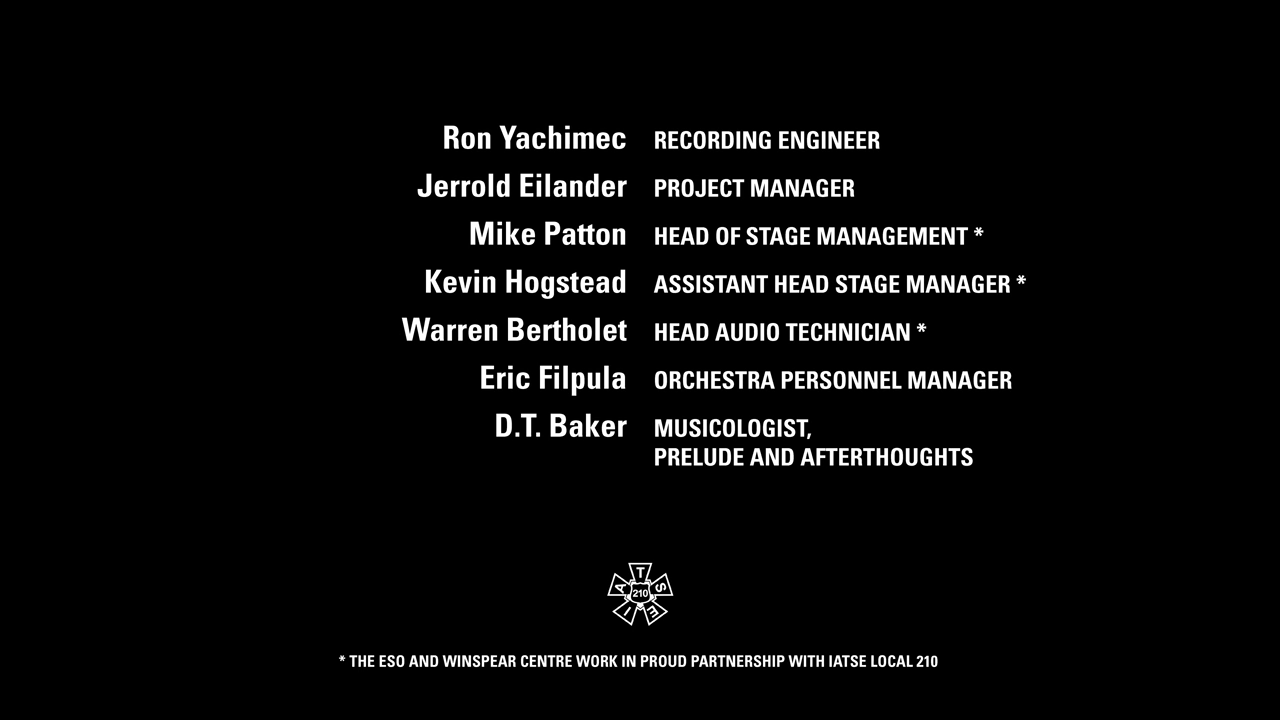 Ron Yachimec RECORDING ENGINEER
Jerrold Eilander PROJECT MANAGER
Mike Patton HEAD OF STAGE MANAGEMENT *
Kevin Hogstead ASSISTANT HEAD STAGE MANAGER *
Warren Bertholet HEAD AUDIO TECHNICIAN *
Eric Filpula ORCHESTRA PERSONNEL MANAGER
D.T. Baker MUSICOLOGIST,
PRELUDE AND AFTERTHOUGHTS
IATSE
210
* THE ESO AND WINSPEAR CENTRE WORK IN PROUD PARTNERSHIP WITH IATSE LOCAL 210